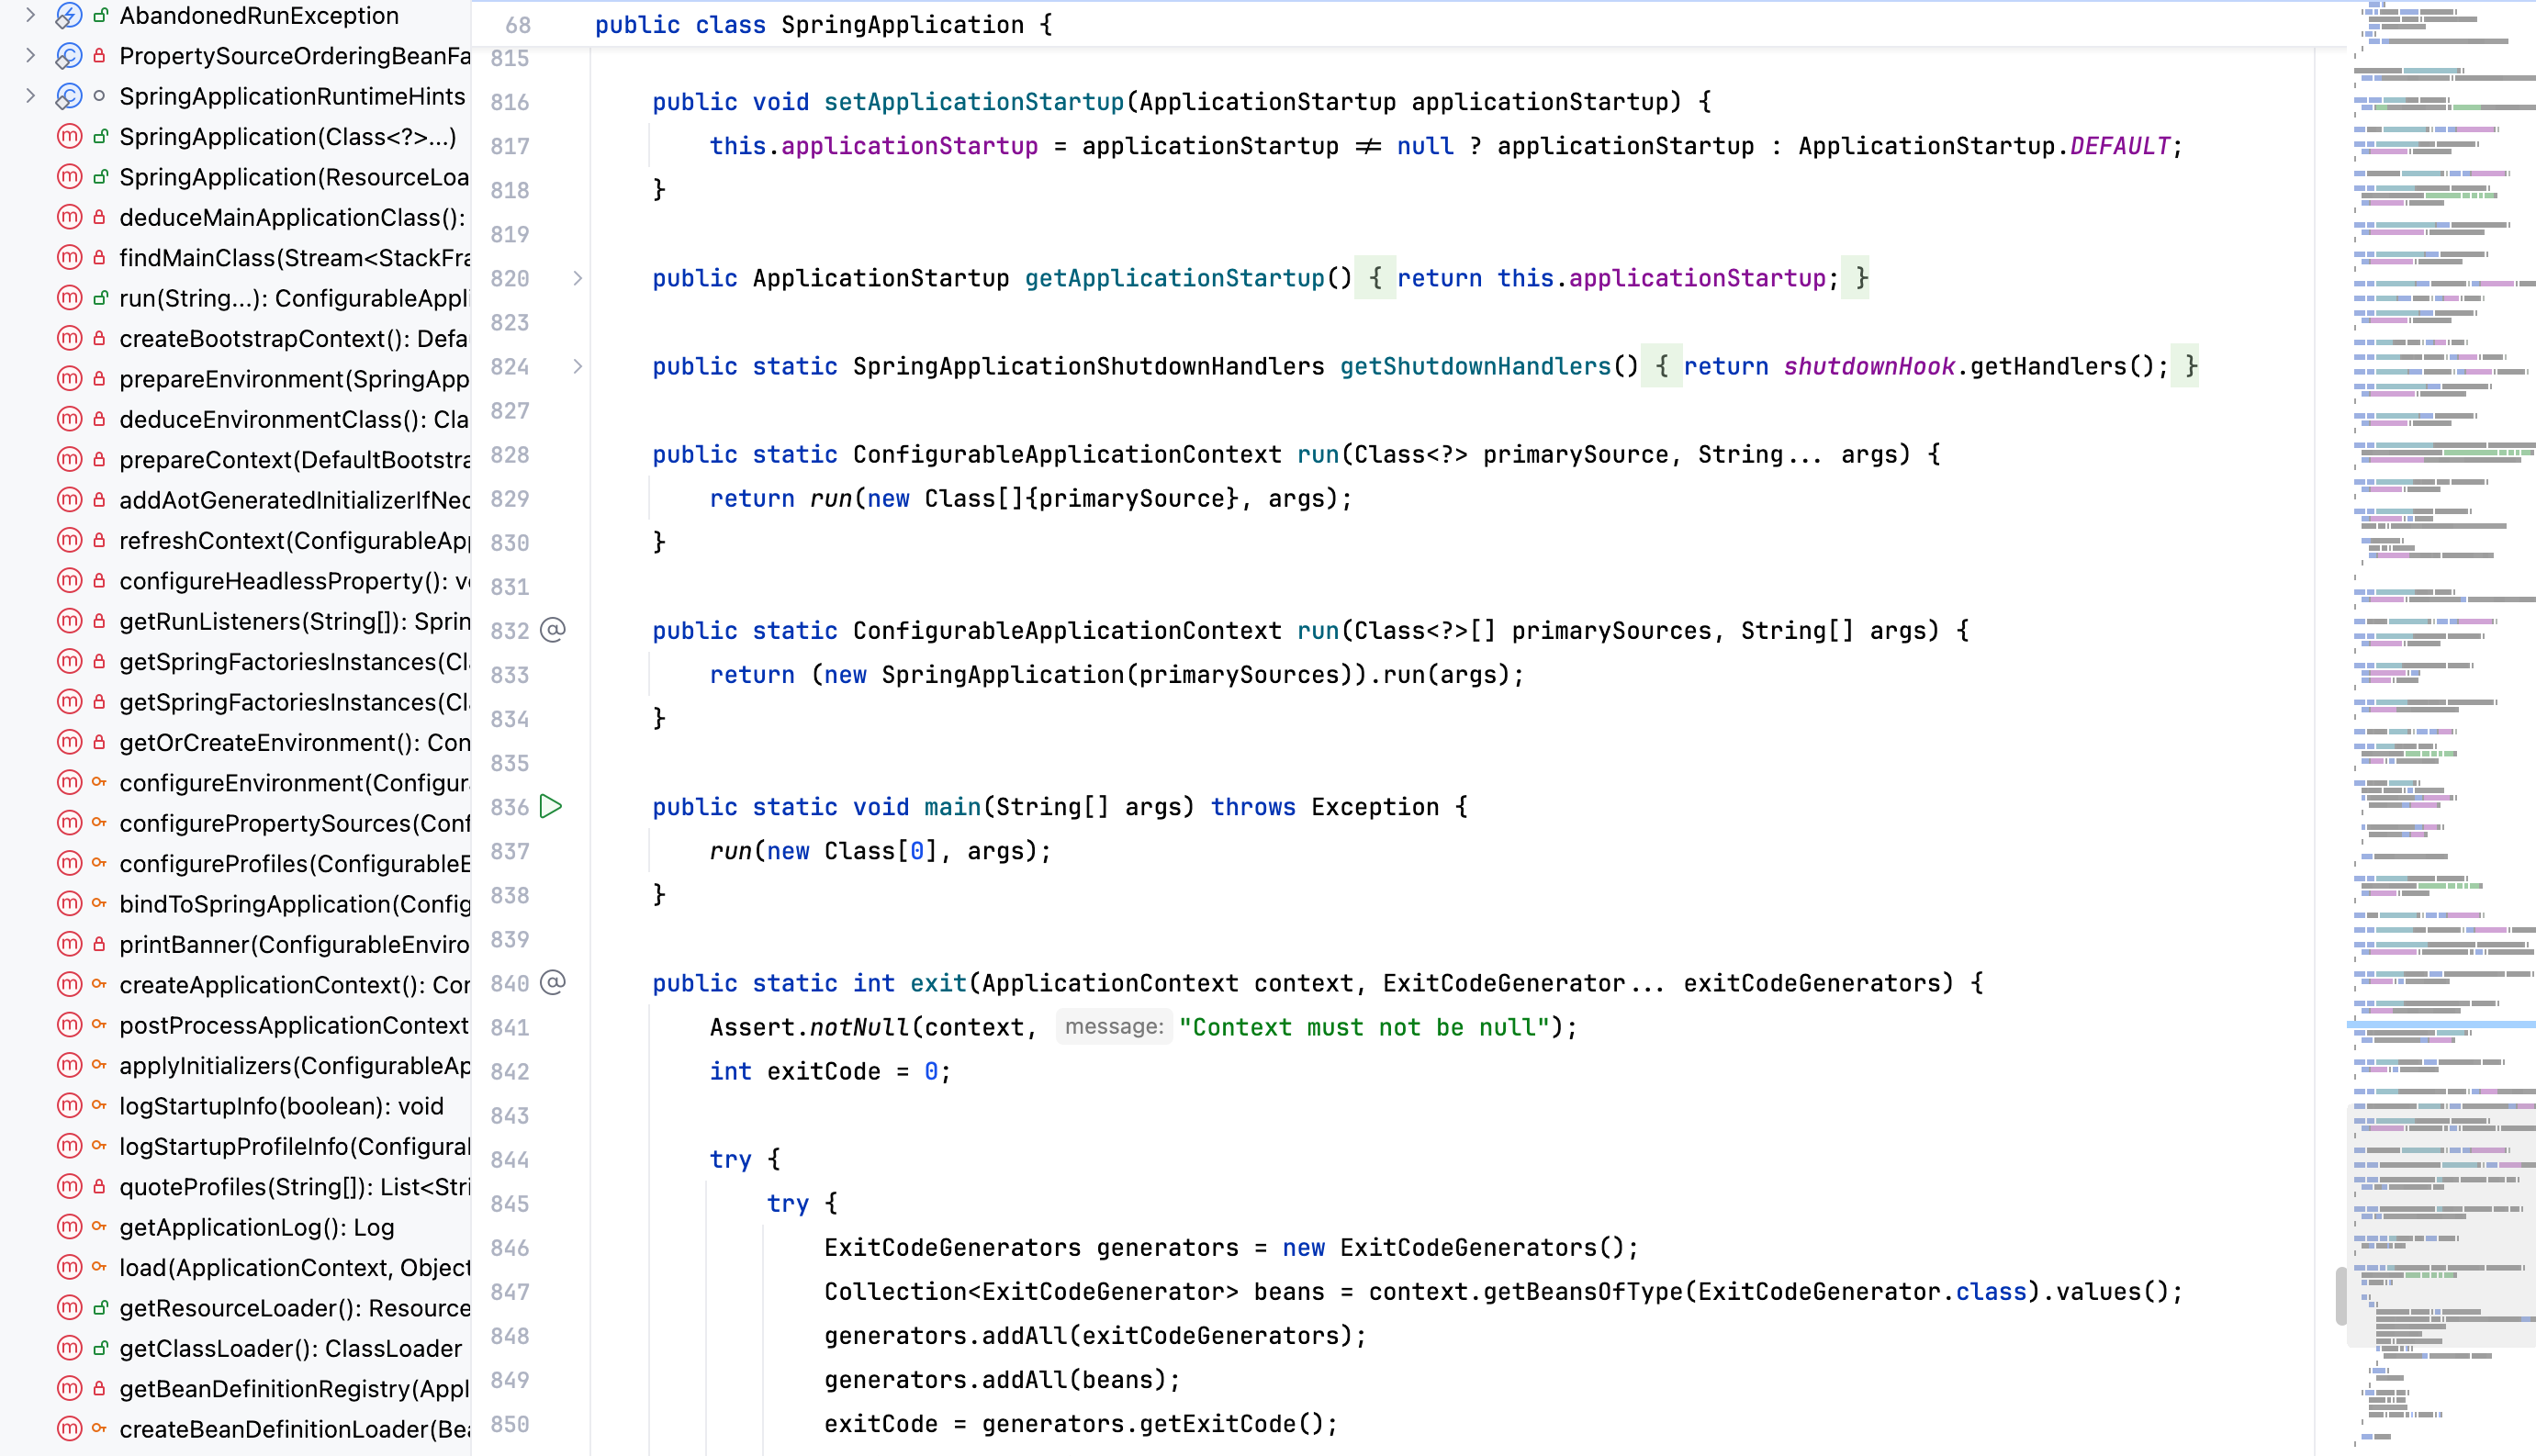 AbandonedRunException
PropertySourceOrderingBeanFa
SpringApplicationRuntimeHints
SpringApplication(Class<?>...)
SpringApplication(ResourceLoa
deduceMainApplicationClass():
findMainClass(Stream<StackFra
run(String...): ConfigurableAppli
createBootstrapContext(): Defa
prepareEnvironment(SpringApp
deduceEnvironmentClass(): Cla
prepareContext(DefaultBootstra
addAotGeneratedInitializerIfNec
refreshContext(ConfigurableApp
configureHeadlessProperty(): vo
getRunListeners(String[]): Sprin
getSpringFactoriesInstances(Cl
getSpringFactoriesInstances(Cl
getOrCreateEnvironment(): Con
configureEnvironment(Configur
configurePropertySources(Conf
configureProfiles(ConfigurableE
bindToSpringApplication(Config
printBanner(ConfigurableEnviro
createApplicationContext(): Con
postProcessApplicationContext
applyInitializers(ConfigurableAp
logStartupInfo(boolean): void
logStartupProfileInfo(Configural
quoteProfiles(String[]): List<Stri
getApplicationLog(): Log
load(ApplicationContext, Object
getResourceLoader(): Resource
getClassLoader(): ClassLoader
getBeanDefinitionRegistry(Appl
createBeanDefinitionLoader(Bea
68 public class SpringApplication {
815
816 public void setApplicationStartup(ApplicationStartup applicationStartup) {
817 this.applicationStartup = applicationStartup ≠ null ? applicationStartup : ApplicationStartup.DEFAULT;
818 }
819
820 public ApplicationStartup getApplicationStartup() { return this.applicationStartup; }
823
824 public static SpringApplicationShutdownHandlers getShutdownHandlers() { return shutdownHook.getHandlers(); }
827
828 public static ConfigurableApplicationContext run(Class<?> primarySource, String... args) {
829 return run(new Class[]{primarySource}, args);
830 }
831
832 @ public static ConfigurableApplicationContext run(Class<?>[] primarySources, String[] args) {
833 return (new SpringApplication(primarySources)).run(args);
834 }
835
836 public static void main(String[] args) throws Exception {
837 run(new Class[0], args);
838 }
839
840 @ public static int exit(ApplicationContext context, ExitCodeGenerator... exitCodeGenerators) {
841 Assert.notNull(context, message: "Context must not be null");
842 int exitCode = 0;
843
844 try {
845 try {
846 ExitCodeGenerators generators = new ExitCodeGenerators();
847 Collection<ExitCodeGenerator> beans = context.getBeansOfType(ExitCodeGenerator.class).values();
848 generators.addAll(exitCodeGenerators);
849 generators.addAll(beans);
850 exitCode = generators.getExitCode();